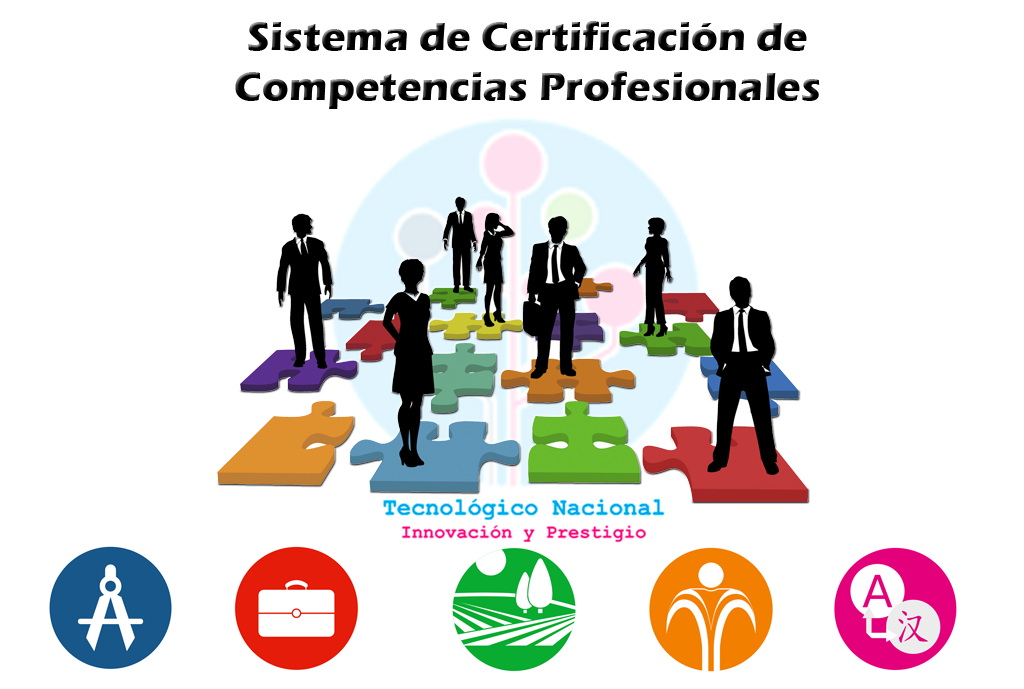 Sistema de Certificación de
Competencias Profesionales
Tecnológico Nacional
Innovación y Prestigio
A
汉